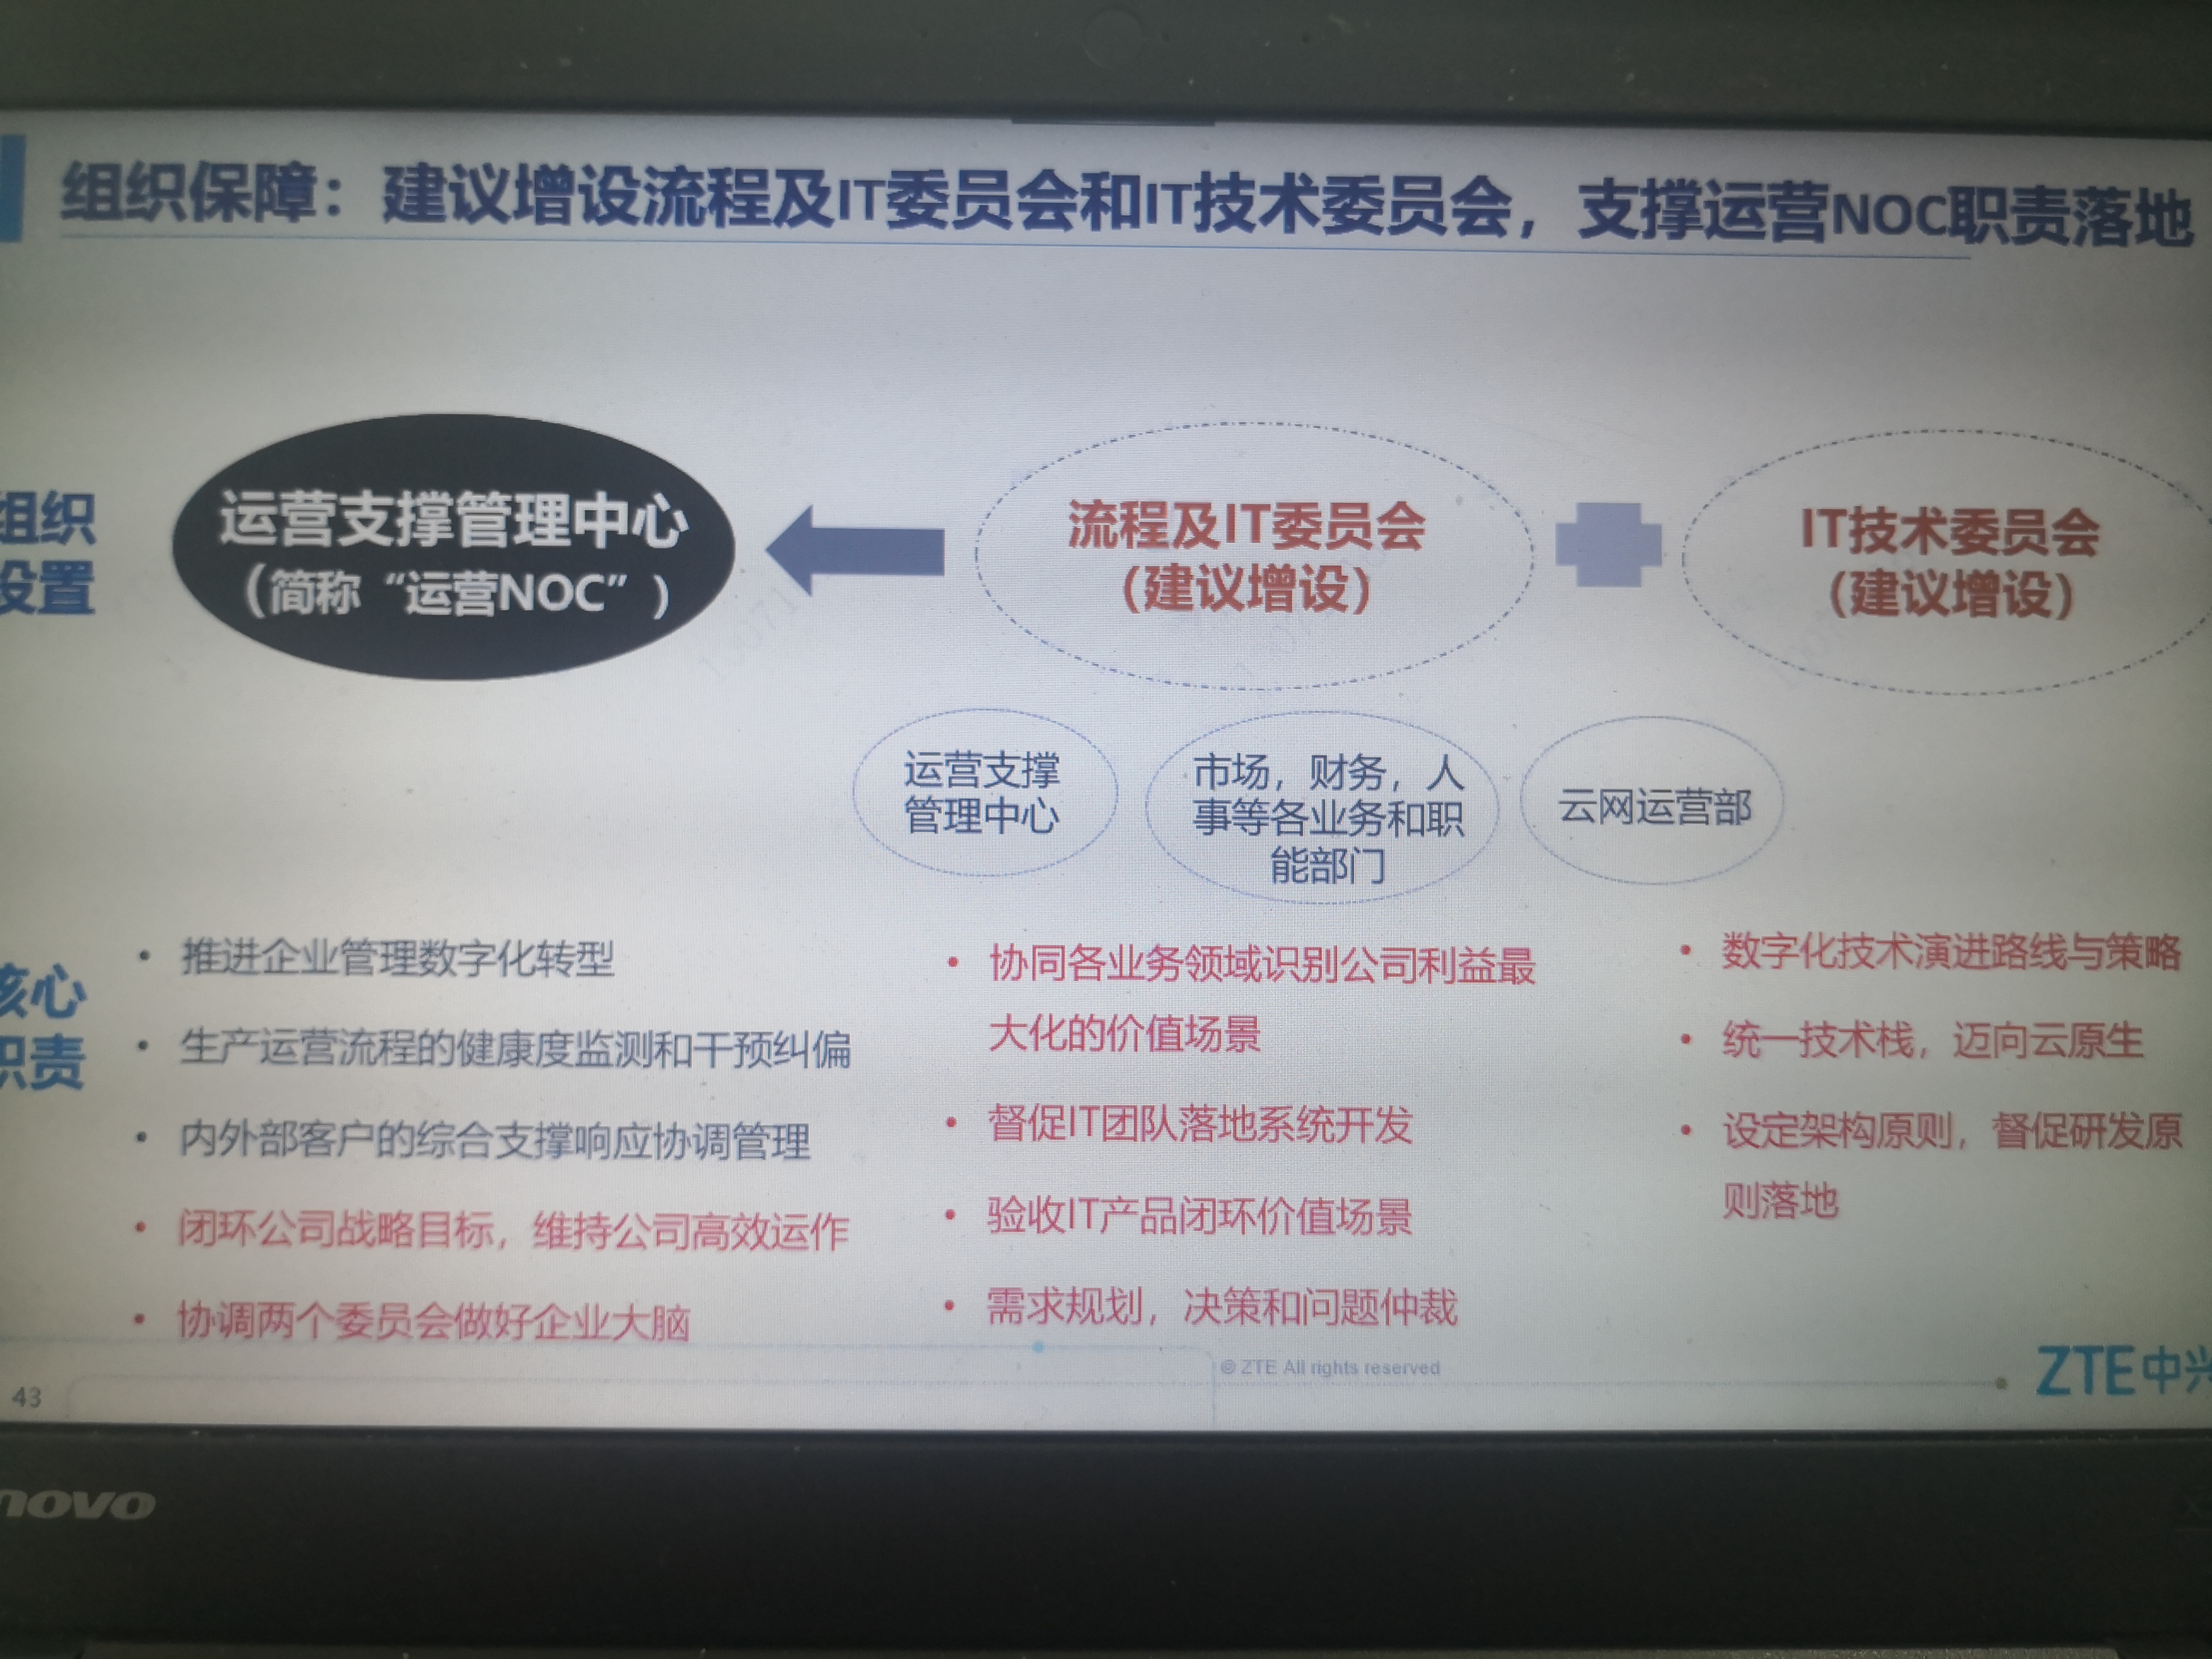 组织保障：建议增设流程及IT委员会和IT技术委员会，支撑运营NOC职责落地
组织
设置
运营支撑管理中心
（简称“运营NOC”）
流程及IT委员会
（建议增设）
IT技术委员会
（建议增设）
运营支撑
管理中心
市场，财务，人
事等各业务和职
能部门
云网运营部
核心
职责
• 推进企业管理数字化转型
• 生产运营流程的健康度监测和干预纠偏
• 内外部客户的综合支撑响应协调管理
• 闭环公司战略目标，维持公司高效运作
• 协调两个委员会做好企业大脑
• 协同各业务领域识别公司利益最
大化的价值场景
• 督促IT团队落地系统开发
• 验收IT产品闭环价值场景
• 需求规划，决策和问题仲裁
• 数字化技术演进路线与策略
• 统一技术栈，迈向云原生
• 设定架构原则，督促研发原
则落地
43
© ZTE All rights reserved
ZTE中兴
novo